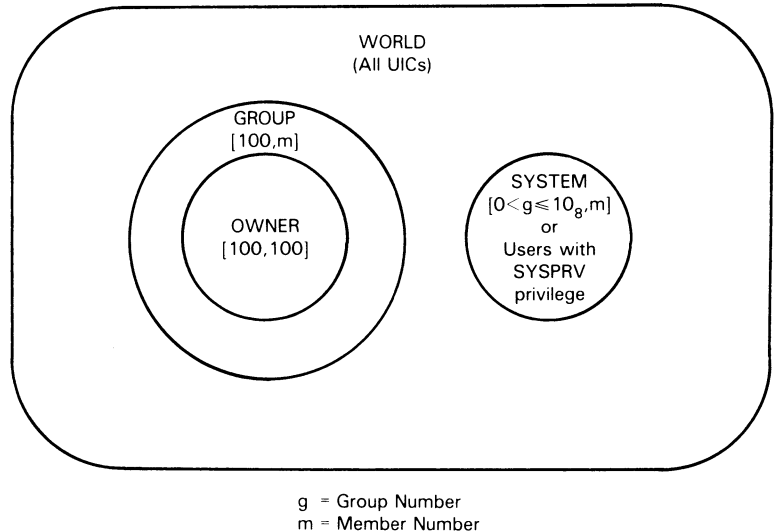 WORLD
(All UICs)
GROUP
[100,m]
OWNER
[100,100]
SYSTEM
[0<g≤10₈,m]
or
Users with
SYSPRV
privilege
g = Group Number
m = Member Number